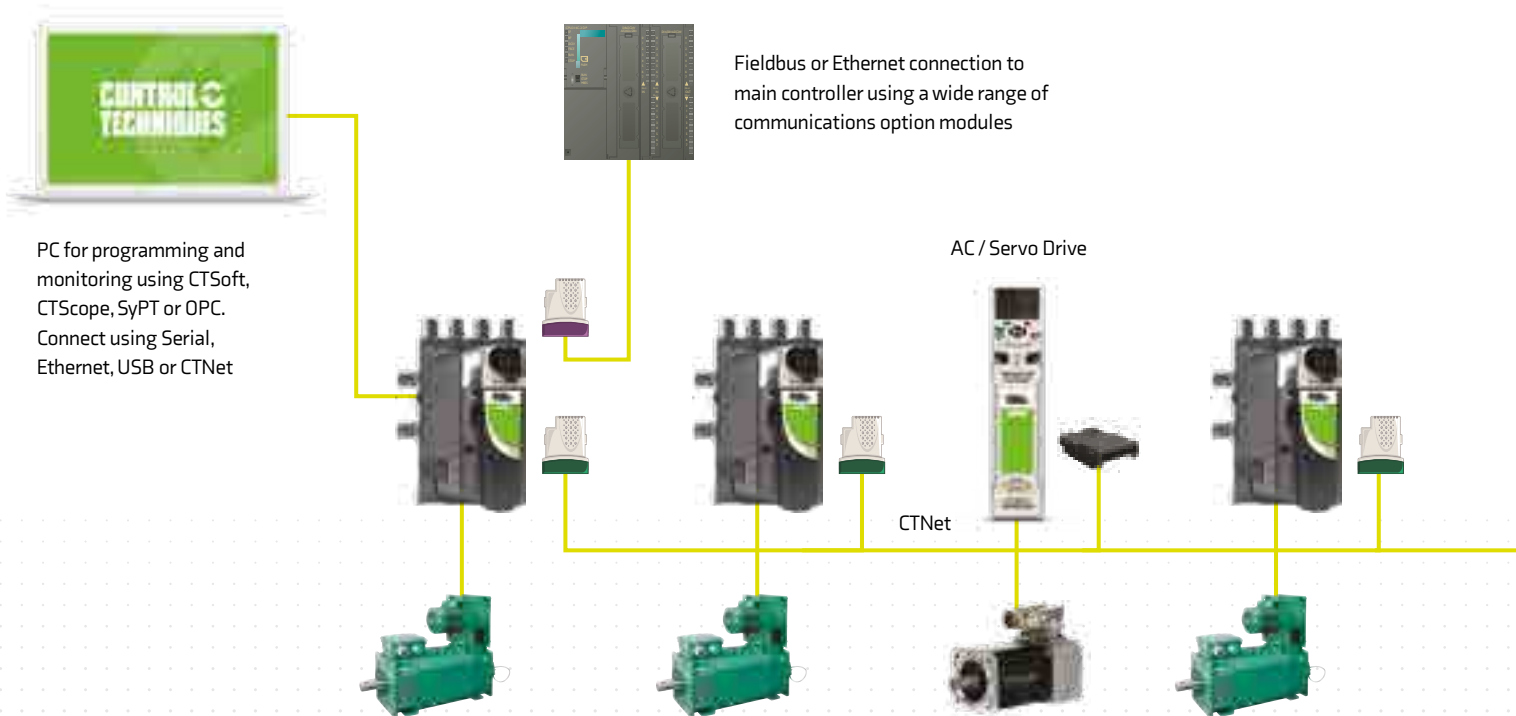 CONTROL
TECHNIQUES
Fieldbus or Ethernet connection to
main controller using a wide range of
communications option modules
PC for programming and
monitoring using CTSoft,
CTScope, SyPT or OPC.
Connect using Serial,
Ethernet, USB or CTNet
AC / Servo Drive
CTNet